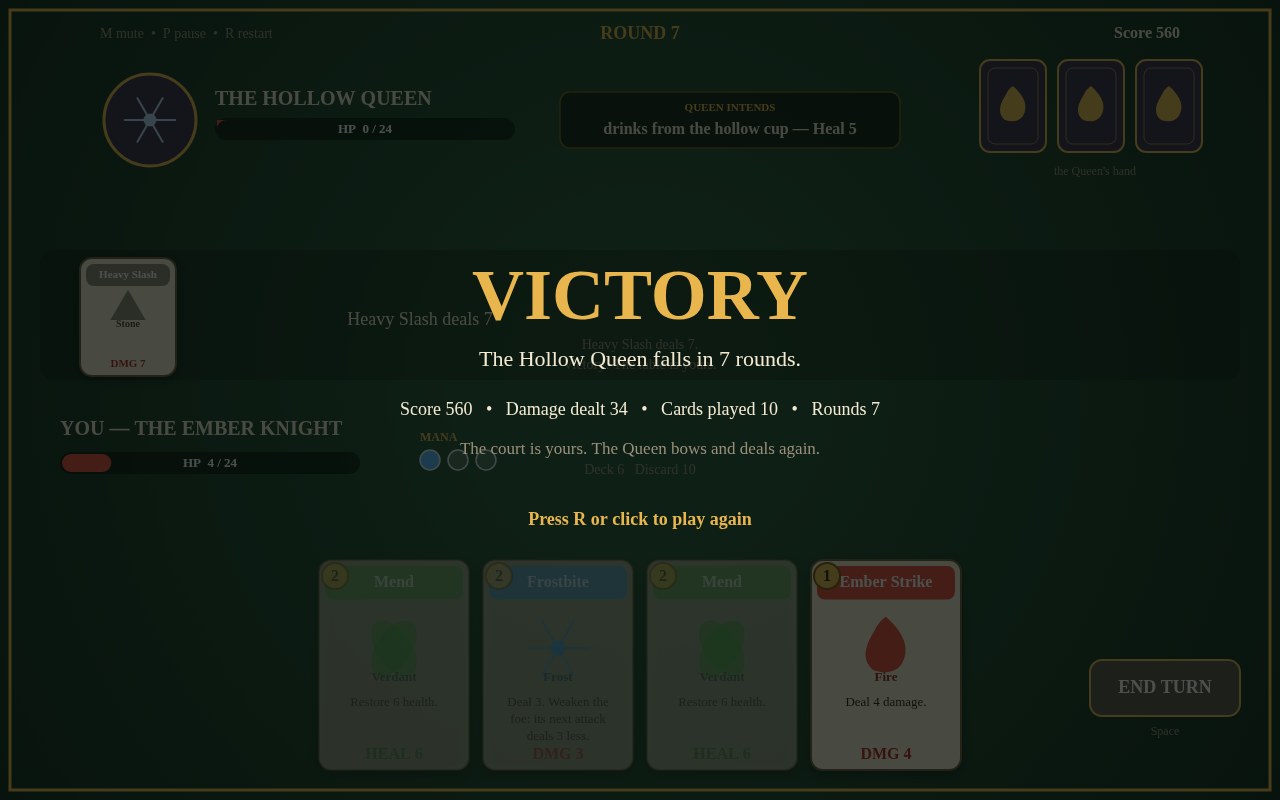 M mute • P pause • R restart
ROUND 7
Score 560
THE HOLLOW QUEEN
HP 0 / 24
QUEEN INTENDS
drinks from the hollow cup — Heal 5
the Queen's hand
Heavy Slash
Stone
DMG 7
Heavy Slash deals 7
VICTORY
Heavy Slash deals 7.
The Hollow Queen falls in 7 rounds.
Score 560 • Damage dealt 34 • Cards played 10 • Rounds 7
YOU — THE EMBER KNIGHT
HP 4 / 24
MANA
The court is yours. The Queen bows and deals again.
Deck 6 Discard 10
Press R or click to play again
2
Mend
Verdant
Restore 6 health.
HEAL 6
2
Frostbite
Frost
Deal 3. Weaken the
foe: its next attack
deals 3 less.
DMG 3
2
Mend
Verdant
Restore 6 health.
HEAL 6
1
Ember Strike
Fire
Deal 4 damage.
DMG 4
END TURN
Space